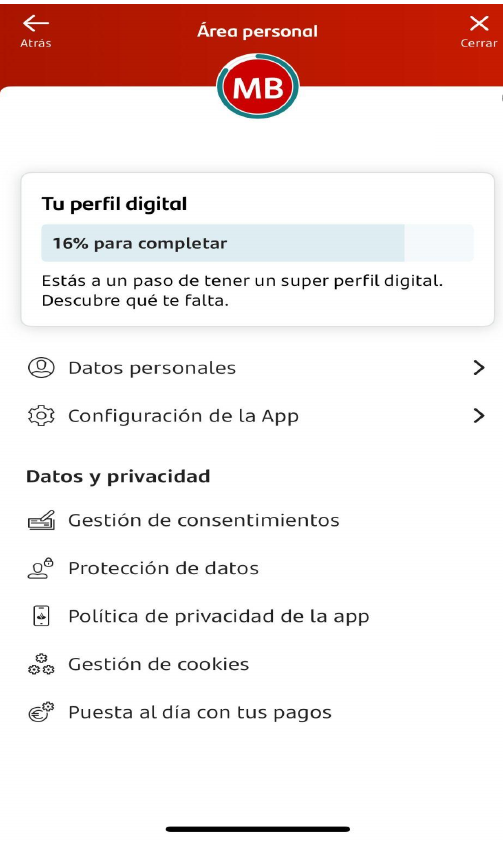 Atrás
Área personal
Cerrar
MB
Tu perfil digital
16% para completar
Estás a un paso de tener un super perfil digital.
Descubre qué te falta.
Datos personales
Configuración de la App
Datos y privacidad
Gestión de consentimientos
Protección de datos
Política de privacidad de la app
Gestión de cookies
Puesta al día con tus pagos